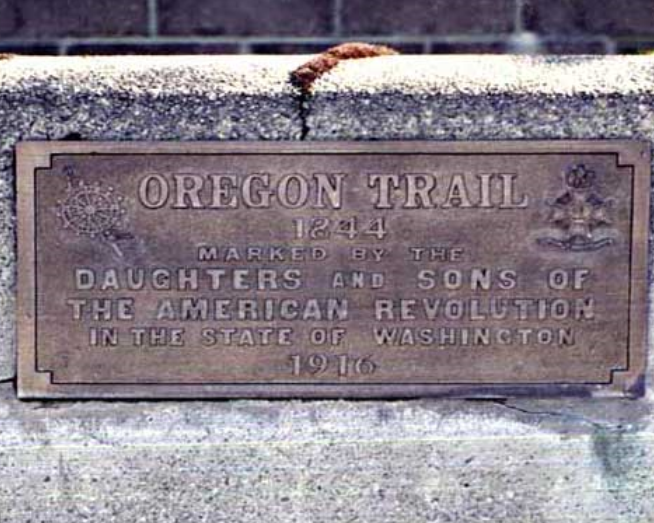 OREGON TRAIL
1844
MARKED BY THE
DAUGHTERS AND SONS OF
THE AMERICAN REVOLUTION
IN THE STATE OF WASHINGTON
1916